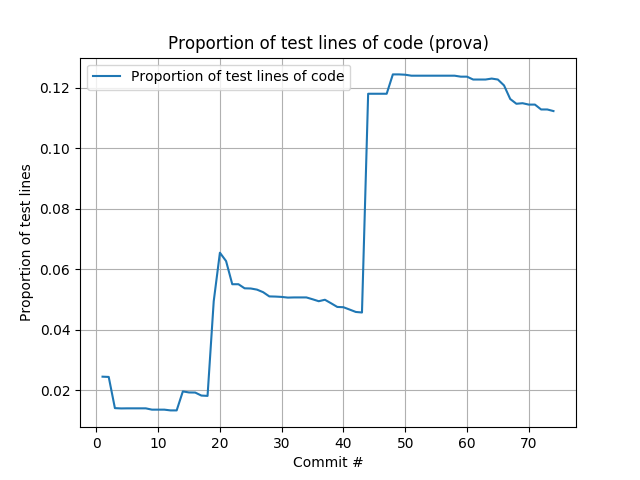 Proportion of test lines of code (prova)
Proportion of test lines of code
Proportion of test lines
0.12
0.10
0.08
0.06
0.04
0.02
0 10 20 30 40 50 60 70
Commit #